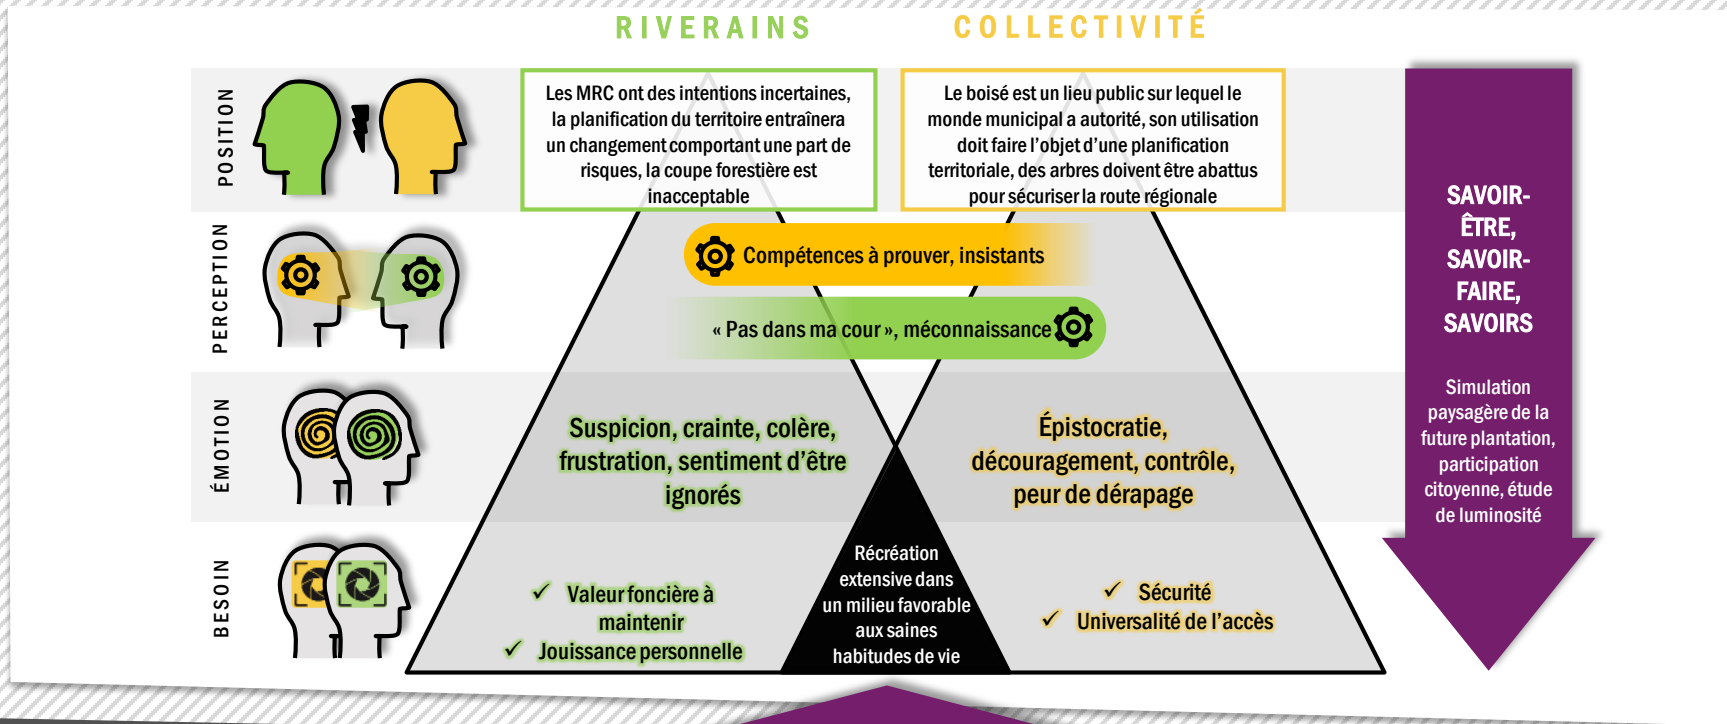 RIVERAINS
COLLECTIVITÉ
POSITION
Les MRC ont des intentions incertaines,
la planification du territoire entraînera
un changement comportant une part de
risques, la coupe forestière est
inacceptable
Le boisé est un lieu public sur lequel le
monde municipal a autorité, son utilisation
doit faire l'objet d'une planification
territoriale, des arbres doivent être abattus
pour sécuriser la route régionale
PERCEPTION
Compétences à prouver, insistants
« Pas dans ma cour », méconnaissance
ÉMOTION
Suspicion, crainte, colère,
frustration, sentiment d'être
ignorés
Épistocratie,
découragement, contrôle,
peur de dérapage
BESOIN
✓ Valeur foncière à
maintenir
✓ Jouissance personnelle
Récréation
extensive dans
un milieu favorable
aux saines
habitudes de vie
✓ Sécurité
✓ Universalité de l'accès
SAVOIR-
ÊTRE,
SAVOIR-
FAIRE,
SAVOIRS
Simulation
paysagère de la
future plantation,
participation
citoyenne, étude
de luminosité